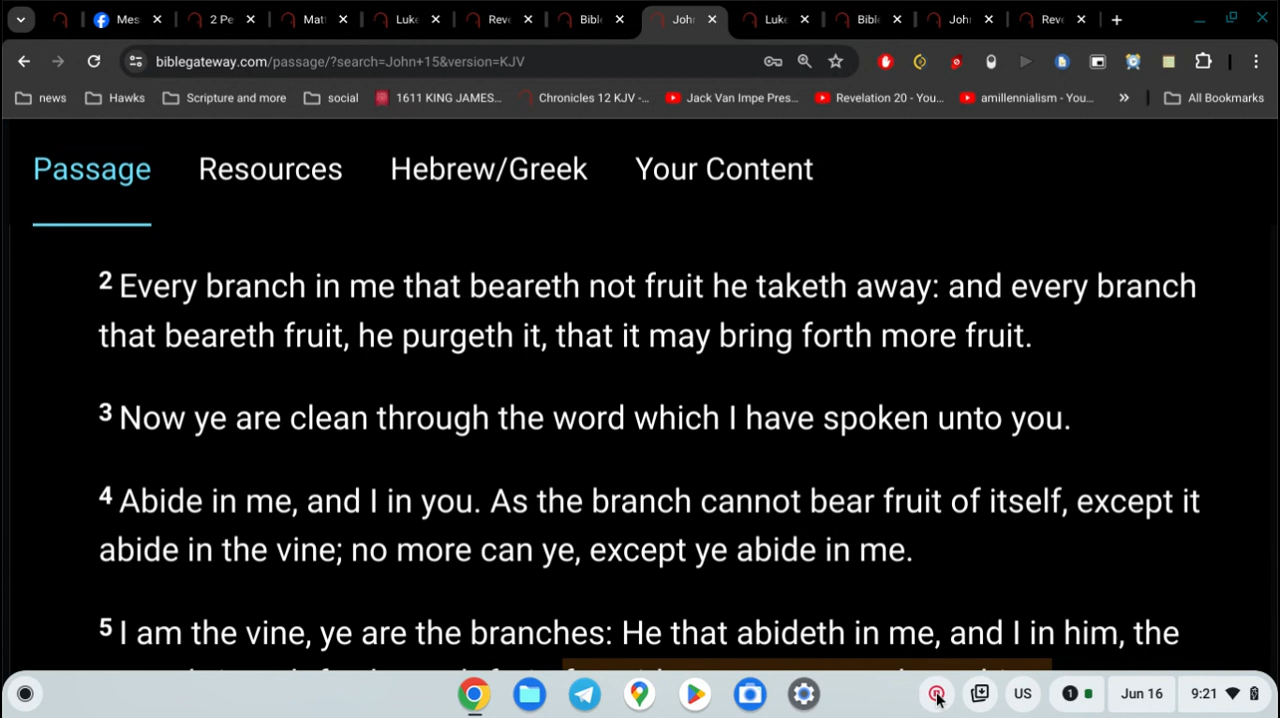 Mes
2 Pe
Mat
Luke
Reve
Bible
John
Luke
Bible
John
Reve
biblegateway.com/passage/?search=John+15&version=KJV
news
Hawks
Scripture and more
social
1611 KING JAMES...
Chronicles 12 KJV -...
Jack Van Impe Pres...
Revelation 20 - You...
amillennialism - You...
All Bookmarks
Passage Resources Hebrew/Greek Your Content
2 Every branch in me that beareth not fruit he taketh away: and every branch
that beareth fruit, he purgeth it, that it may bring forth more fruit.
3 Now ye are clean through the word which I have spoken unto you.
4 Abide in me, and I in you. As the branch cannot bear fruit of itself, except it
abide in the vine; no more can ye, except ye abide in me.
5 I am the vine, ye are the branches: He that abideth in me, and I in him, the
US
1
Jun 16
9:21